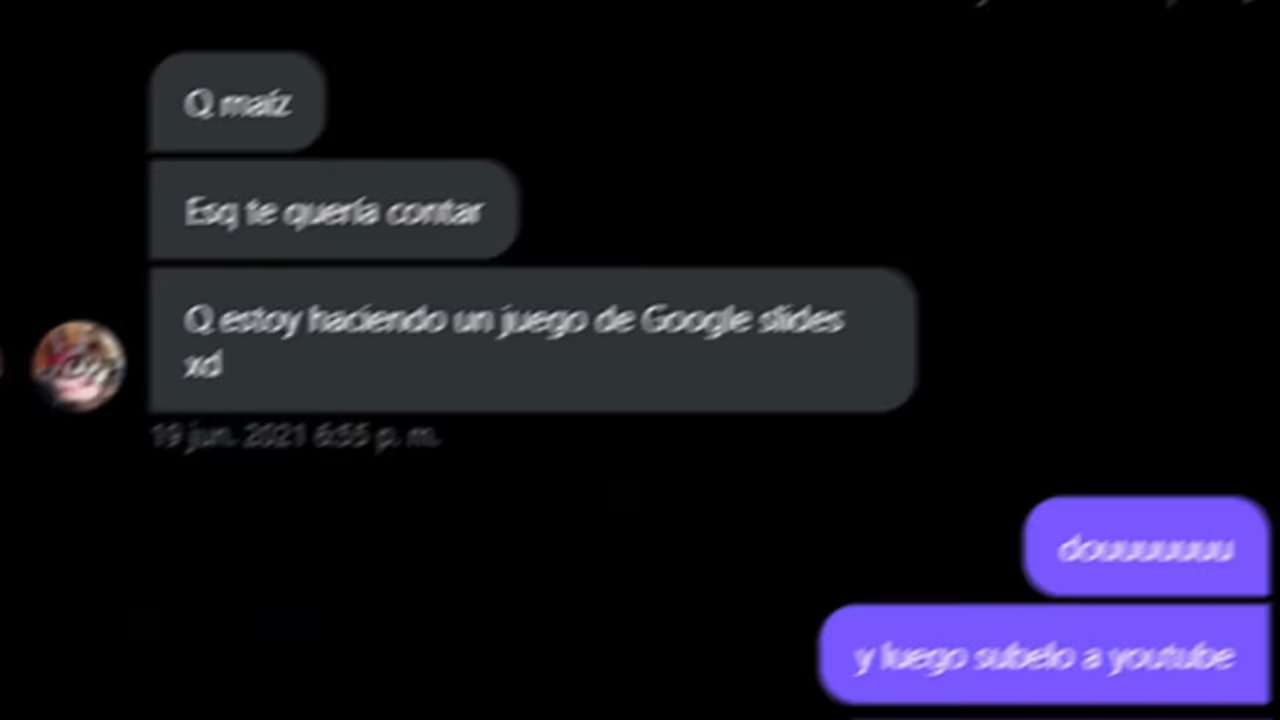 Q maíz
Esq te quería contar
Q estoy haciendo un juego de Google slides
xd
19 jun. 2021 6:55 p. m.
douuuuuuu
y luego subelo a youtube